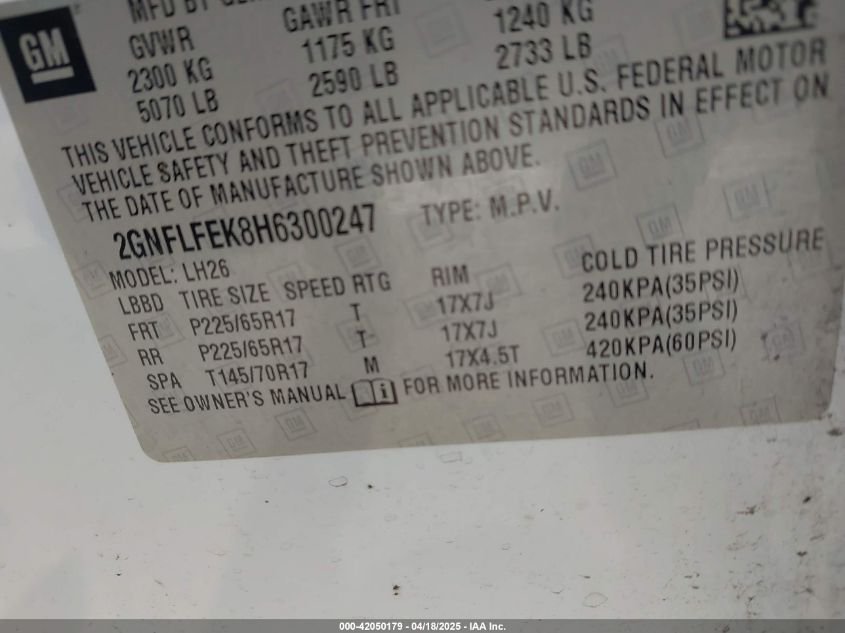 GM
MFD BY
GVWR GAWR FRT
2300 KG 1175 KG 1240 KG
5070 LB 2590 LB 2733 LB
THIS VEHICLE CONFORMS TO ALL APPLICABLE U.S. FEDERAL MOTOR
VEHICLE SAFETY AND THEFT PREVENTION STANDARDS IN EFFECT ON
THE DATE OF MANUFACTURE SHOWN ABOVE.
2GNFLFEK8H6300247 TYPE: M.P.V.
MODEL: LH26
LBBD TIRE SIZE SPEED RTG RIM COLD TIRE PRESSURE
FRT P225/65R17 T 17X7J 240KPA(35PSI)
RR P225/65R17 T 17X7J 240KPA(35PSI)
SPA T145/70R17 M 17X4.5T 420KPA(60PSI)
SEE OWNER'S MANUAL i FOR MORE INFORMATION.
000-42050179 - 04/18/2025 - IAA Inc.